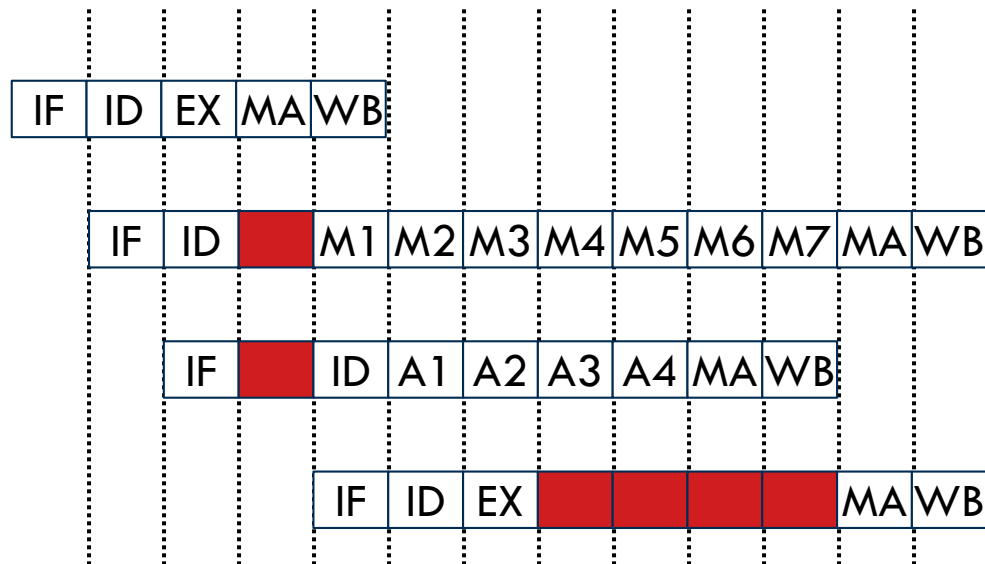 IF ID EX MA WB
IF ID M1 M2 M3 M4 M5 M6 M7 MA WB
IF ID A1 A2 A3 A4 MA WB
IF ID EX MA WB